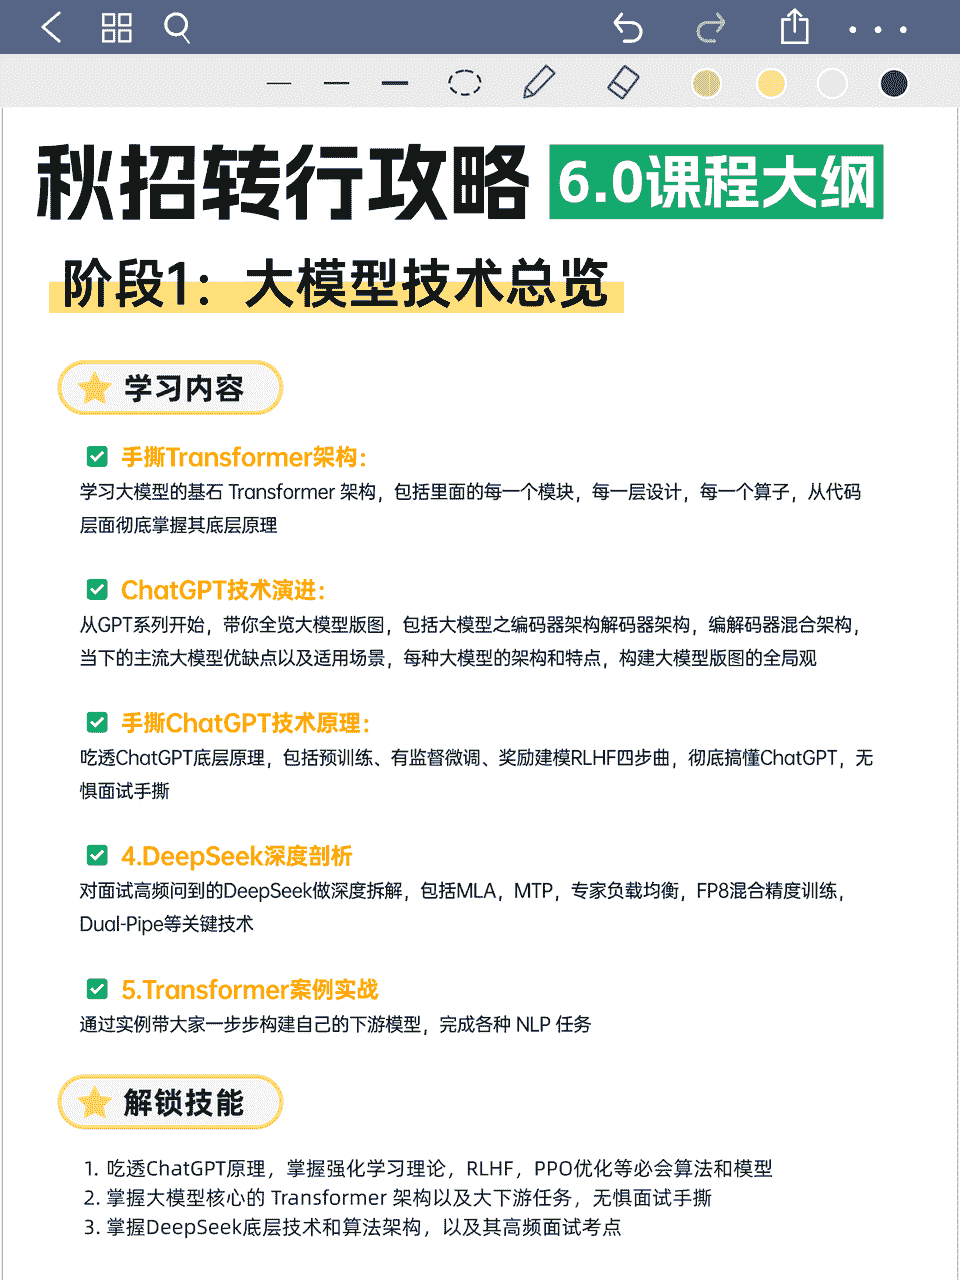 秋招转行攻略 6.0课程大纲
阶段1：大模型技术总览
学习内容
手撕Transformer架构：
学习大模型的基石 Transformer 架构，包括里面的每一个模块，每一层设计，每一个算子，从代码
层面彻底掌握其底层原理
ChatGPT技术演进：
从GPT系列开始，带你全览大模型版图，包括大模型之编码器架构解码器架构，编解码器混合架构，
当下的主流大模型优缺点以及适用场景，每种大模型的架构和特点，构建大模型版图的全局观
手撕ChatGPT技术原理：
吃透ChatGPT底层原理，包括预训练、有监督微调、奖励建模RLHF四步曲，彻底搞懂ChatGPT，无
惧面试手撕
4.DeepSeek深度剖析
对面试高频问到的DeepSeek做深度拆解，包括MLA，MTP，专家负载均衡，FP8混合精度训练，
Dual-Pipe等关键技术
5.Transformer案例实战
通过实例带大家一步步构建自己的下游模型，完成各种 NLP 任务
解锁技能
1. 吃透ChatGPT原理，掌握强化学习理论，RLHF，PPO优化等必会算法和模型
2. 掌握大模型核心的 Transformer 架构以及大下游任务，无惧面试手撕
3. 掌握DeepSeek底层技术和算法架构，以及其高频面试考点